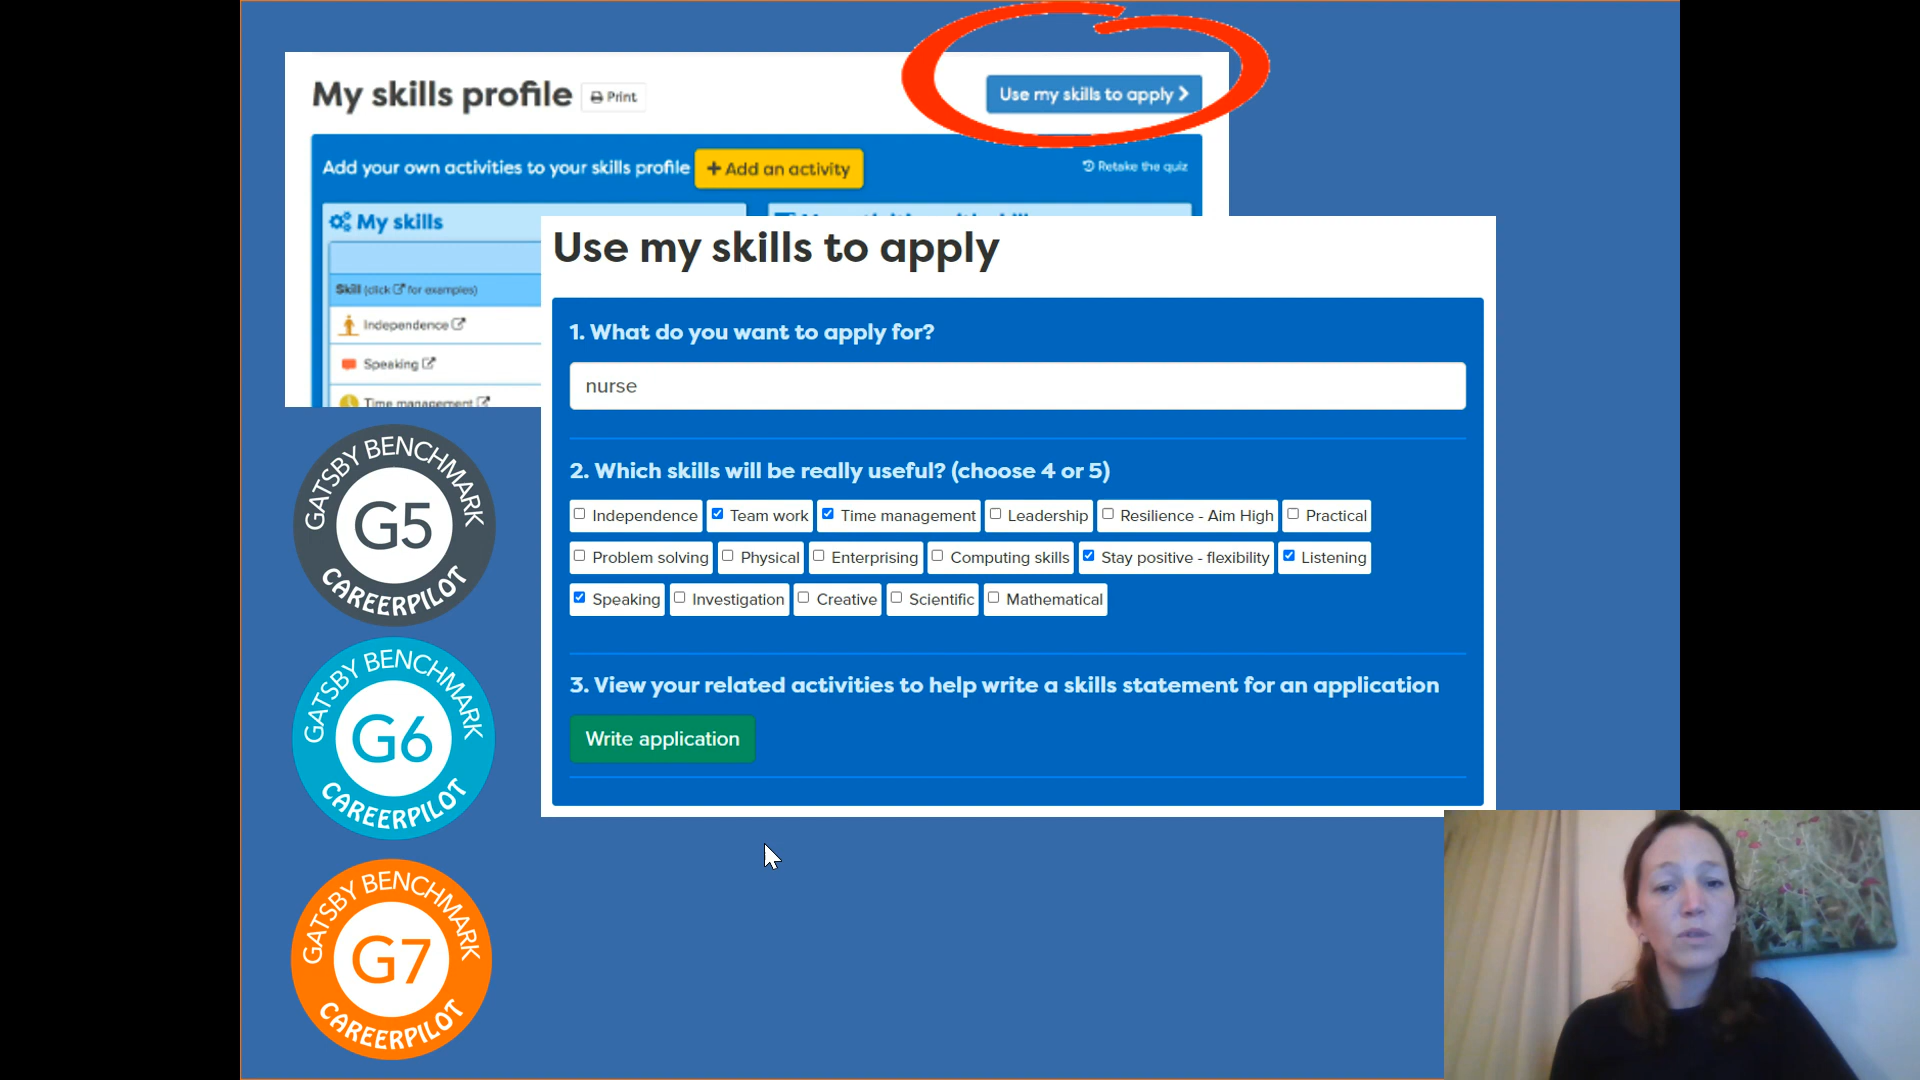 My skills profile Print
Use my skills to apply
Add your own activities to your skills profile + Add an activity
Retake the quiz
My skills
Skill (click for examples)
Independence
Speaking
Time management
Use my skills to apply
1. What do you want to apply for?
nurse
2. Which skills will be really useful? (choose 4 or 5)
Independence Team work Time management Leadership Resilience - Aim High Practical
Problem solving Physical Enterprising Computing skills Stay positive - flexibility Listening
Speaking Investigation Creative Scientific Mathematical
3. View your related activities to help write a skills statement for an application
Write application
GATSBY BENCHMARK
G5
CAREERPILOT
GATSBY BENCHMARK
G6
CAREERPILOT
GATSBY BENCHMARK
G7
CAREERPILOT